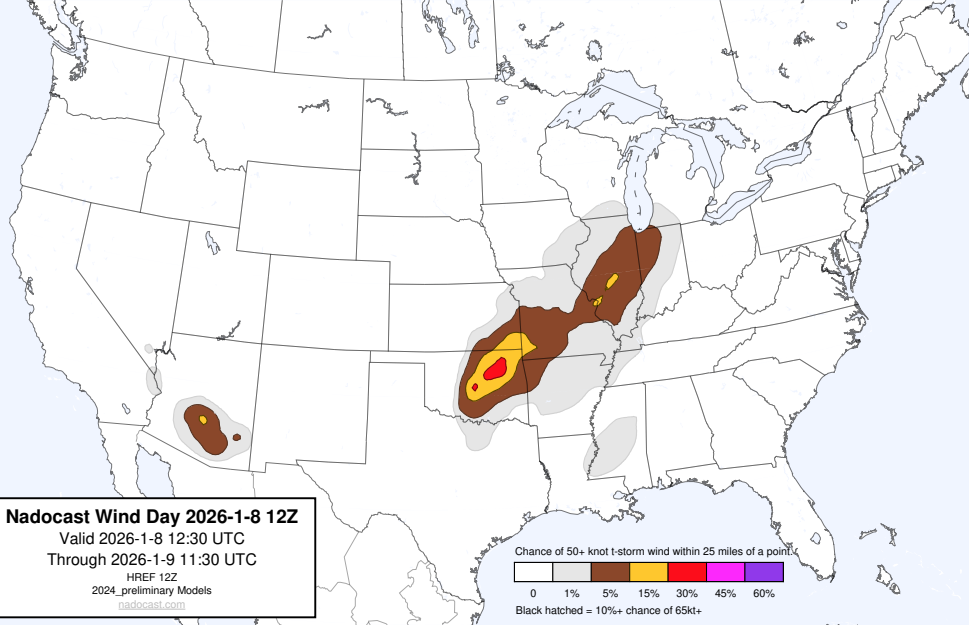 Nadocast Wind Day 2026-1-8 12Z
Valid 2026-1-8 12:30 UTC
Through 2026-1-9 11:30 UTC
HREF 12Z
2024_preliminary Models
nadocast.com
Chance of 50+ knot t-storm wind within 25 miles of a point.
0 1% 5% 15% 30% 45% 60%
Black hatched = 10%+ chance of 65kt+